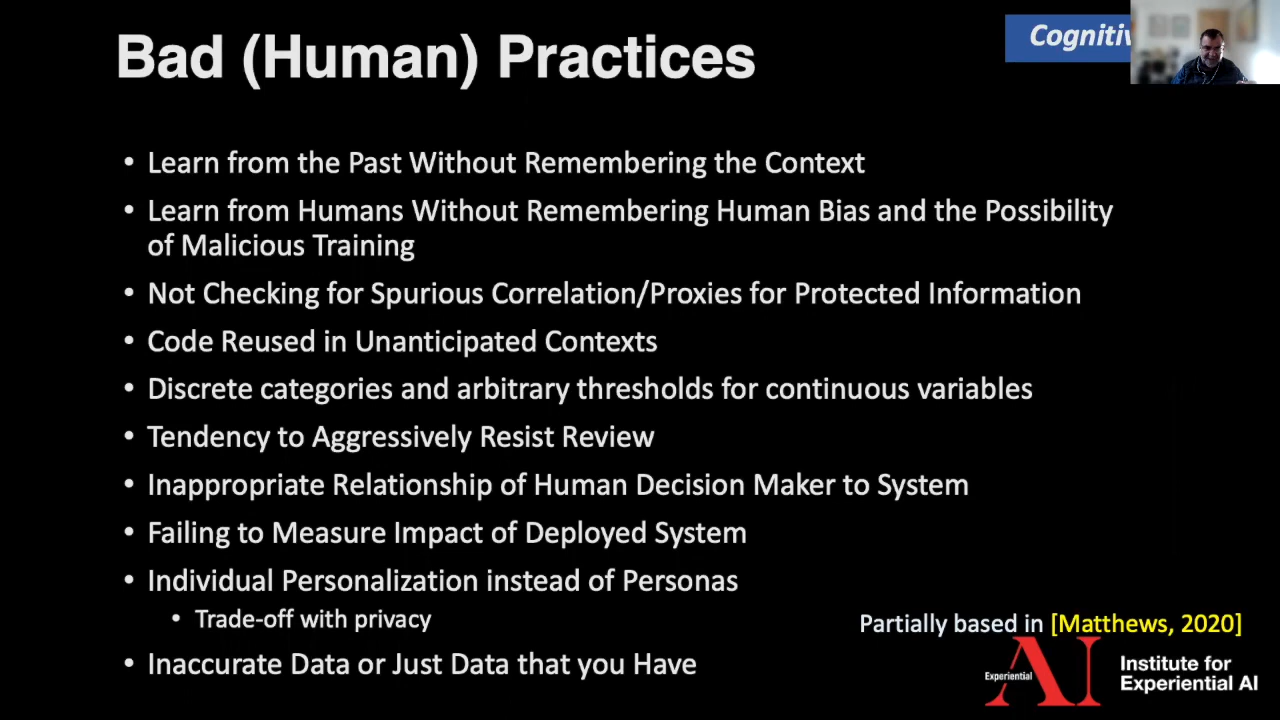 Bad (Human) Practices
Cognitiv
• Learn from the Past Without Remembering the Context
• Learn from Humans Without Remembering Human Bias and the Possibility
of Malicious Training
• Not Checking for Spurious Correlation/Proxies for Protected Information
• Code Reused in Unanticipated Contexts
• Discrete categories and arbitrary thresholds for continuous variables
• Tendency to Aggressively Resist Review
• Inappropriate Relationship of Human Decision Maker to System
• Failing to Measure Impact of Deployed System
• Individual Personalization instead of Personas
• Trade-off with privacy
• Inaccurate Data or Just Data that you Have
Partially based in [Matthews, 2020]
Experiential AI
Institute for
Experiential AI